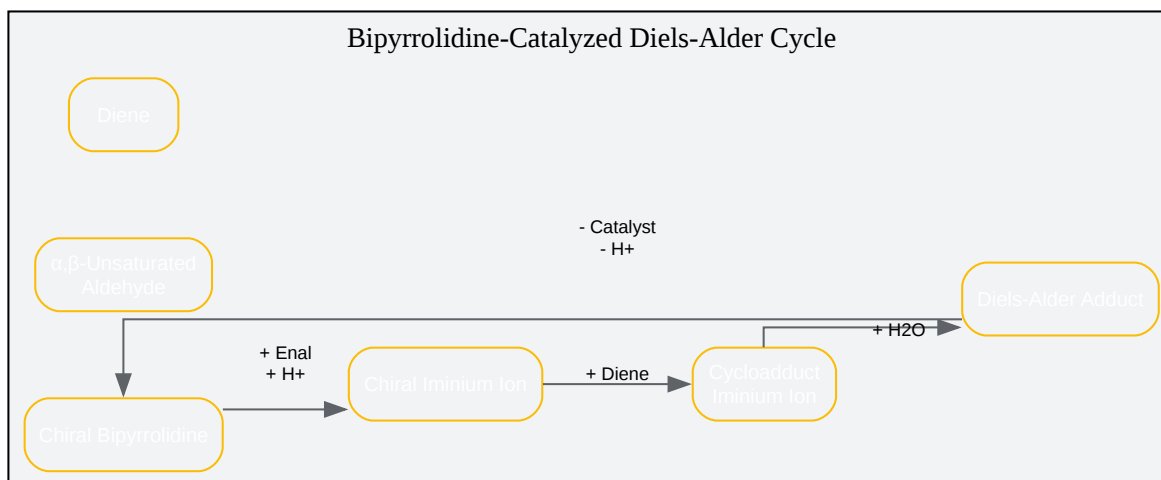 Bipyrrolidine-Catalyzed Diels-Alder Cycle
Diene
- Catalyst
- H+
α,β-Unsaturated
Aldehyde
Diels-Alder Adduct
+ H2O
+ Enal
+ H+
Chiral Iminium Ion
+ Diene
Cycloadduct
Iminium Ion
Chiral Bipyrrolidine